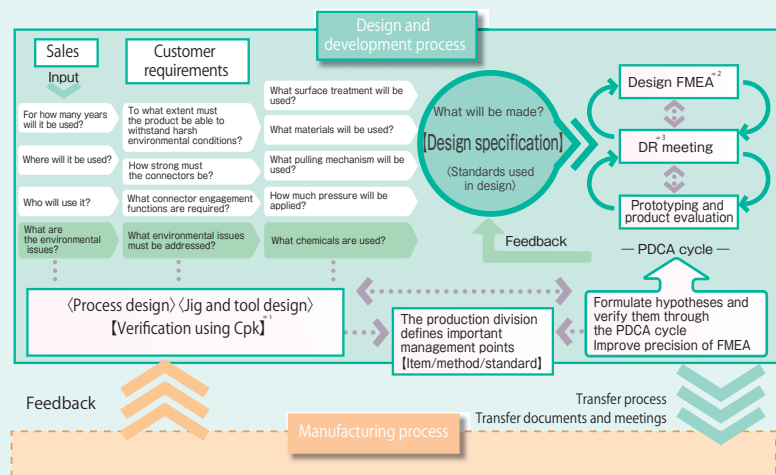 Design and
development process
Sales
Input
For how many years
will it be used?
Where will it be used?
Who will use it?
What are
the environmental
issues?
Customer
requirements
To what extent must
the product be able to
withstand harsh
environmental conditions?
How strong must
the connectors be?
What connector engagement
functions are required?
What environmental issues
must be addressed?
What surface treatment will be
used?
What materials will be used?
What pulling mechanism will be
used?
How much pressure will be
applied?
What chemicals are used?
What will be made?
【Design specification】
〈Standards used
in design〉
Feedback
Design FMEA※2
※3
DR meeting
Prototyping and
product evaluation
— PDCA cycle —
Formulate hypotheses and
verify them through
the PDCA cycle
Improve precision of FMEA
〈Process design〉〈Jig and tool design〉
【Verification using Cpk】※1
The production division
defines important
management points
【Item/method/standard】
Feedback
Transfer process
Transfer documents and meetings
Manufacturing process